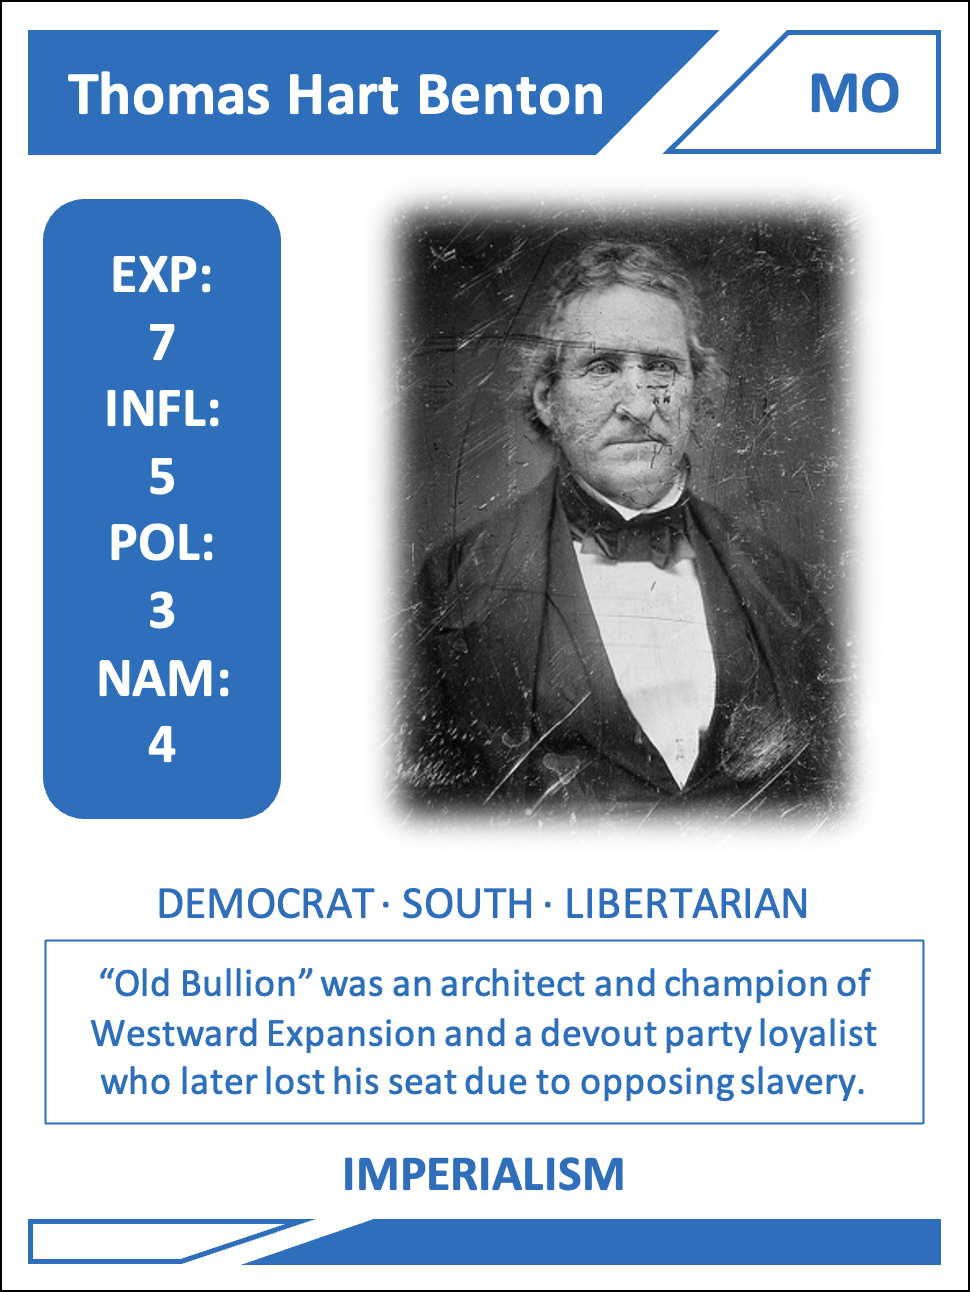 Thomas Hart Benton
MO
EXP:
7
INFL:
5
POL:
3
NAM:
4
DEMOCRAT · SOUTH · LIBERTARIAN
“Old Bullion” was an architect and champion of
Westward Expansion and a devout party loyalist
who later lost his seat due to opposing slavery.
IMPERIALISM